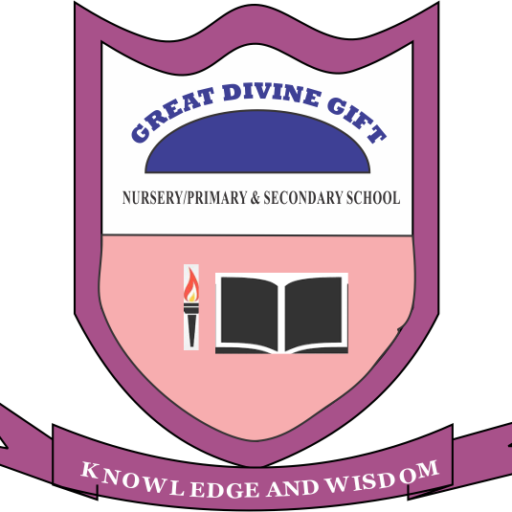 GREAT DIVINE GIFT
NURSERY/PRIMARY & SECONDARY SCHOOL
KNOWLEDGE AND WISDOM